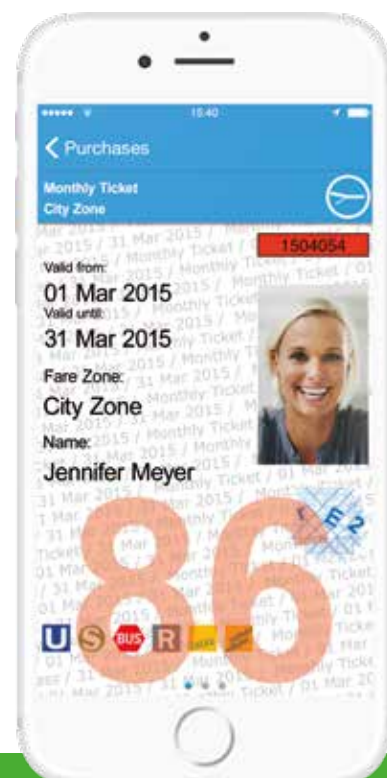 15:40
Purchases
Monthly Ticket
City Zone
1504054
Valid from:
01 Mar 2015
Valid until:
31 Mar 2015
Fare Zone:
City Zone
Name:
Jennifer Meyer
E 2
86
U
S
BUS
R